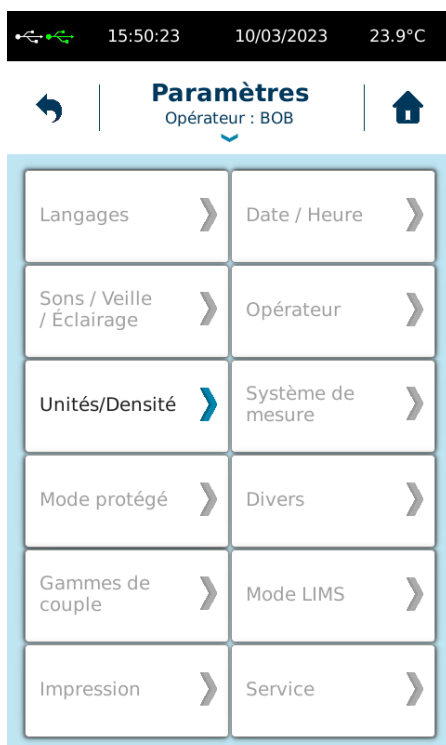 15:50:23 10/03/2023 23.9°C
Paramètres
Opérateur : BOB
Langages
Date / Heure
Sons / Veille
/ Éclairage
Opérateur
Unités/Densité
Système de
mesure
Mode protégé
Divers
Gammes de
couple
Mode LIMS
Impression
Service